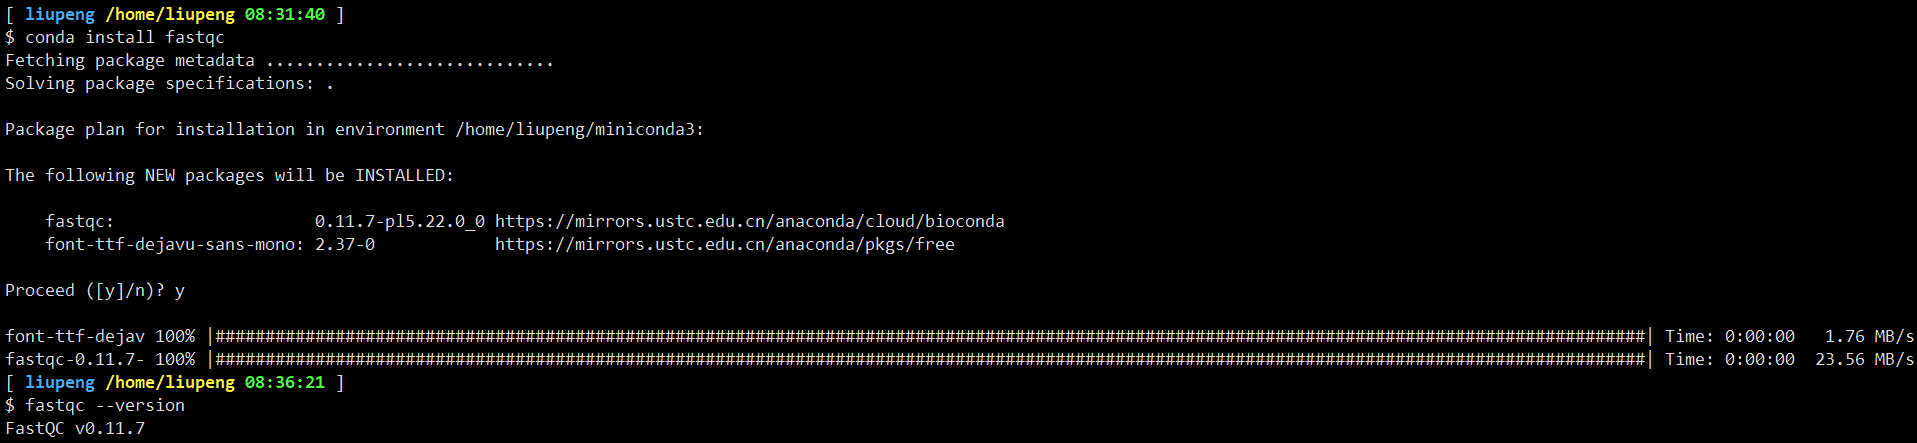 [ liupeng /home/liupeng 08:31:40 ]
$ conda install fastqc
Fetching package metadata .............................
Solving package specifications: .
Package plan for installation in environment /home/liupeng/miniconda3:
The following NEW packages will be INSTALLED:
fastqc: 0.11.7-pl5.22.0_0 https://mirrors.ustc.edu.cn/anaconda/cloud/bioconda
font-ttf-dejavu-sans-mono: 2.37-0 https://mirrors.ustc.edu.cn/anaconda/pkgs/free
Proceed ([y]/n)? y
font-ttf-dejav 100% |###############################################################################################################################################| Time: 0:00:00 1.76 MB/s
fastqc-0.11.7- 100% |###############################################################################################################################################| Time: 0:00:00 23.56 MB/s
[ liupeng /home/liupeng 08:36:21 ]
$ fastqc --version
FastQC v0.11.7